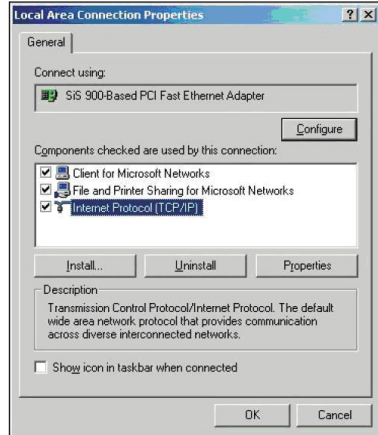 Local Area Connection Properties
General
Connect using:
SiS 900-Based PCI Fast Ethernet Adapter
Configure
Components checked are used by this connection:
Client for Microsoft Networks
File and Printer Sharing for Microsoft Networks
Internet Protocol (TCP/IP)
Install... Uninstall Properties
Description
Transmission Control Protocol/Internet Protocol. The default
wide area network protocol that provides communication
across diverse interconnected networks.
Show icon in taskbar when connected
OK Cancel